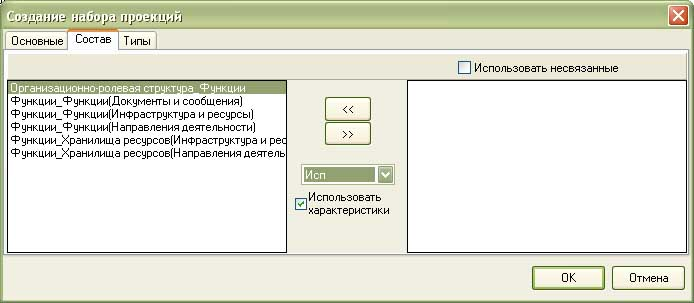 Создание набора проекций
Основные Состав Типы
Использовать несвязанные
Организационно-ролевая структура_Функции
Функции_Функции(Документы и сообщения)
Функции_Функции(Инфраструктура и ресурсы)
Функции_Функции(Направления деятельности)
Функции_Хранилища ресурсов(Инфраструктура и рес
Функции_Хранилища ресурсов(Направления деятель
<<
>>
Исп
Использовать
характеристики
OK Отмена